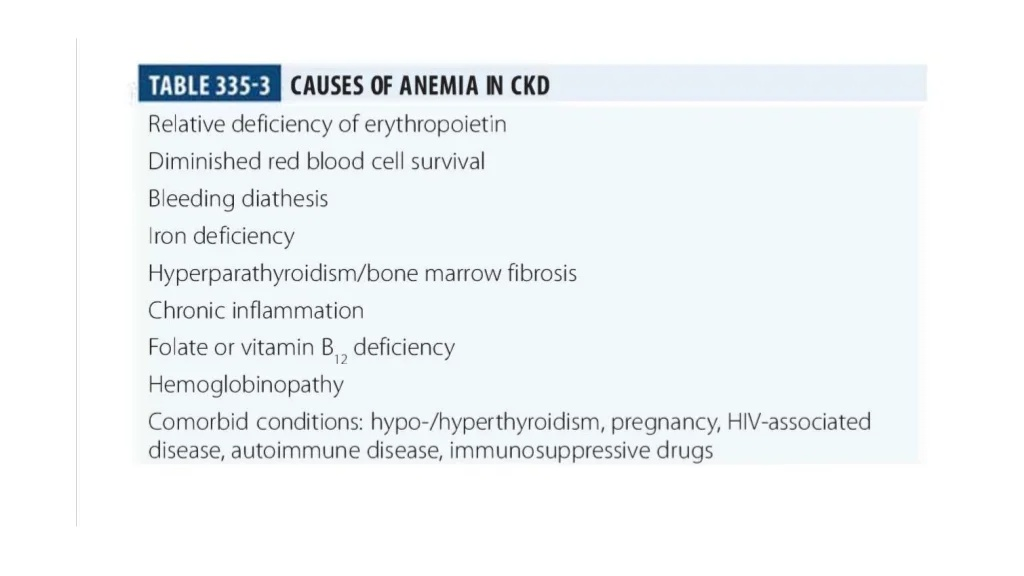 TABLE 335-3 CAUSES OF ANEMIA IN CKD
Relative deficiency of erythropoietin
Diminished red blood cell survival
Bleeding diathesis
Iron deficiency
Hyperparathyroidism/bone marrow fibrosis
Chronic inflammation
Folate or vitamin B12 deficiency
Hemoglobinopathy
Comorbid conditions: hypo-/hyperthyroidism, pregnancy, HIV-associated
disease, autoimmune disease, immunosuppressive drugs